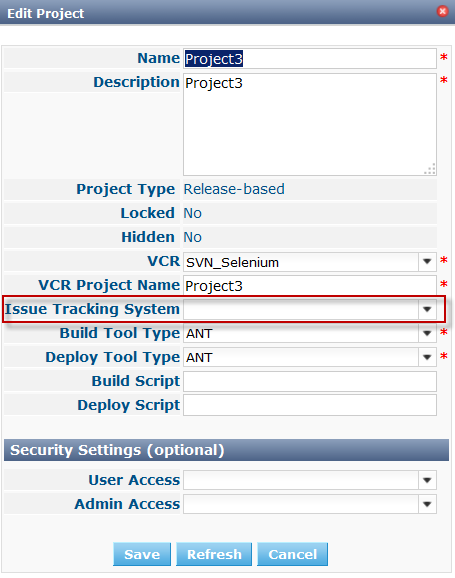 Edit Project
Name Project3 *
Description Project3 *
Project Type Release-based
Locked No
Hidden No
VCR SVN_Selenium *
VCR Project Name Project3 *
Issue Tracking System
Build Tool Type ANT *
Deploy Tool Type ANT *
Build Script
Deploy Script
Security Settings (optional)
User Access
Admin Access
Save Refresh Cancel